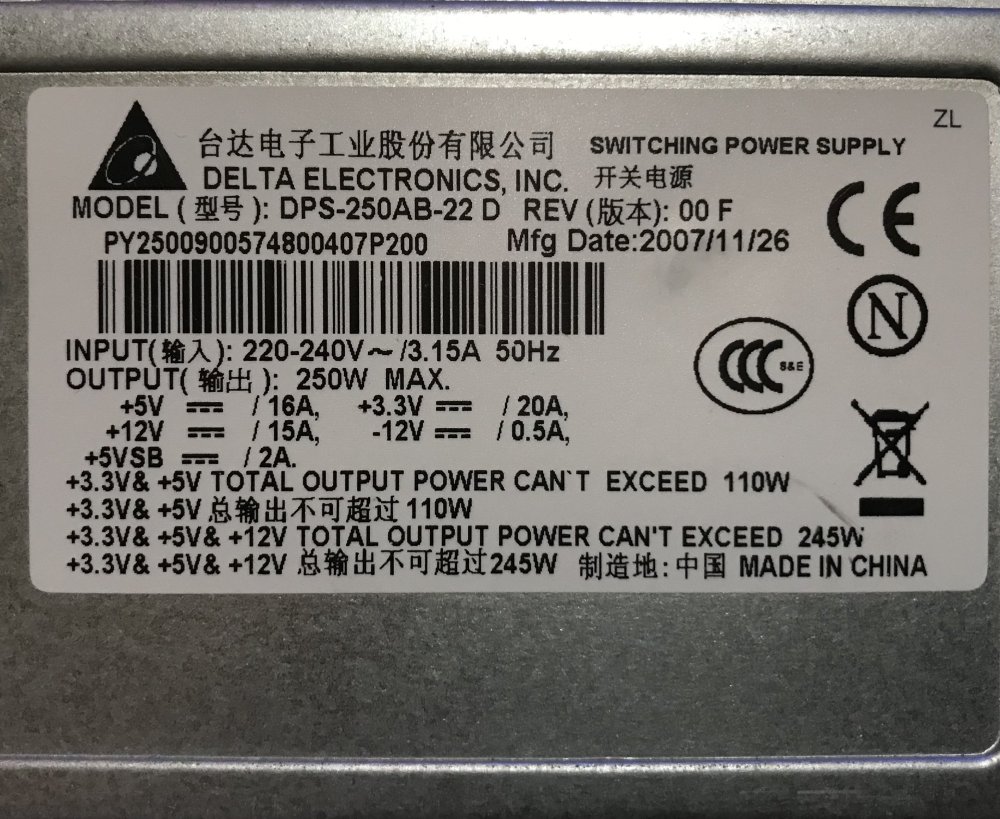 ZL
台达电子工业股份有限公司 SWITCHING POWER SUPPLY
DELTA ELECTRONICS, INC. 开关电源
MODEL (型号): DPS-250AB-22 D REV (版本): 00 F
PY2500900574800407P200 Mfg Date:2007/11/26
CE
N
CCC S&E
INPUT(输入): 220-240V~/3.15A 50Hz
OUTPUT(输出): 250W MAX.
+5V ⎓ / 16A, +3.3V ⎓ / 20A,
+12V ⎓ / 15A, -12V ⎓ / 0.5A,
+5VSB ⎓ / 2A.
+3.3V& +5V TOTAL OUTPUT POWER CAN`T EXCEED 110W
+3.3V& +5V 总输出不可超过 110W
+3.3V& +5V& +12V TOTAL OUTPUT POWER CAN'T EXCEED 245W
+3.3V& +5V& +12V 总输出不可超过245W 制造地:中国 MADE IN CHINA